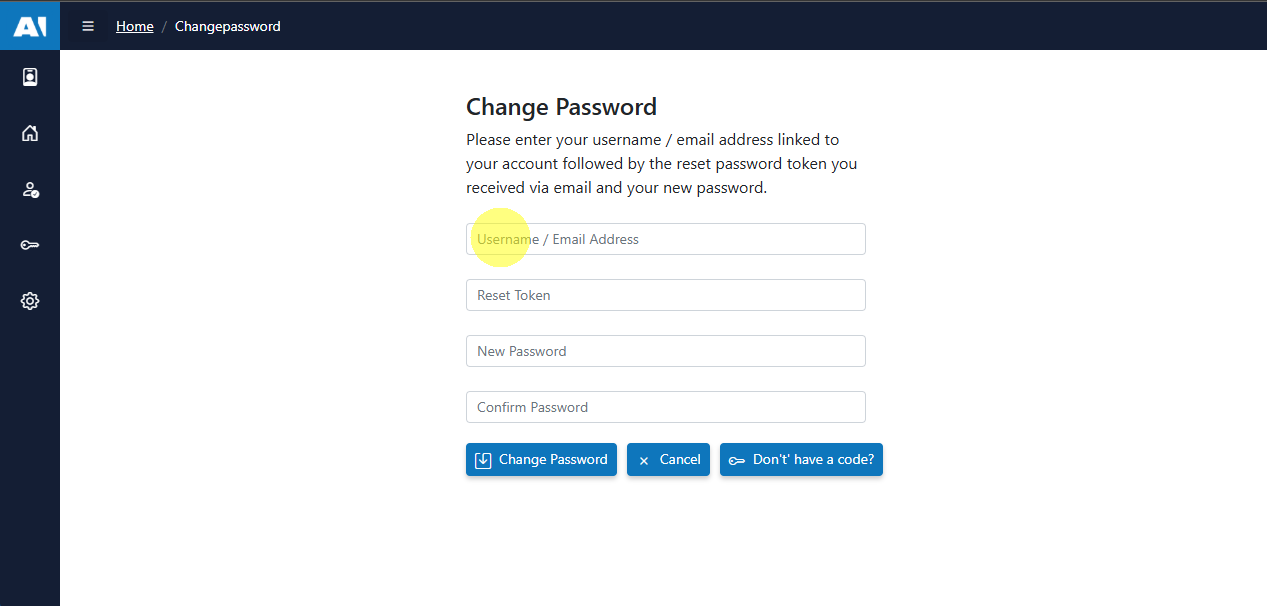 AI
Home / Changepassword
Change Password
Please enter your username / email address linked to
your account followed by the reset password token you
received via email and your new password.
Username / Email Address
Reset Token
New Password
Confirm Password
Change Password
Cancel
Don't' have a code?